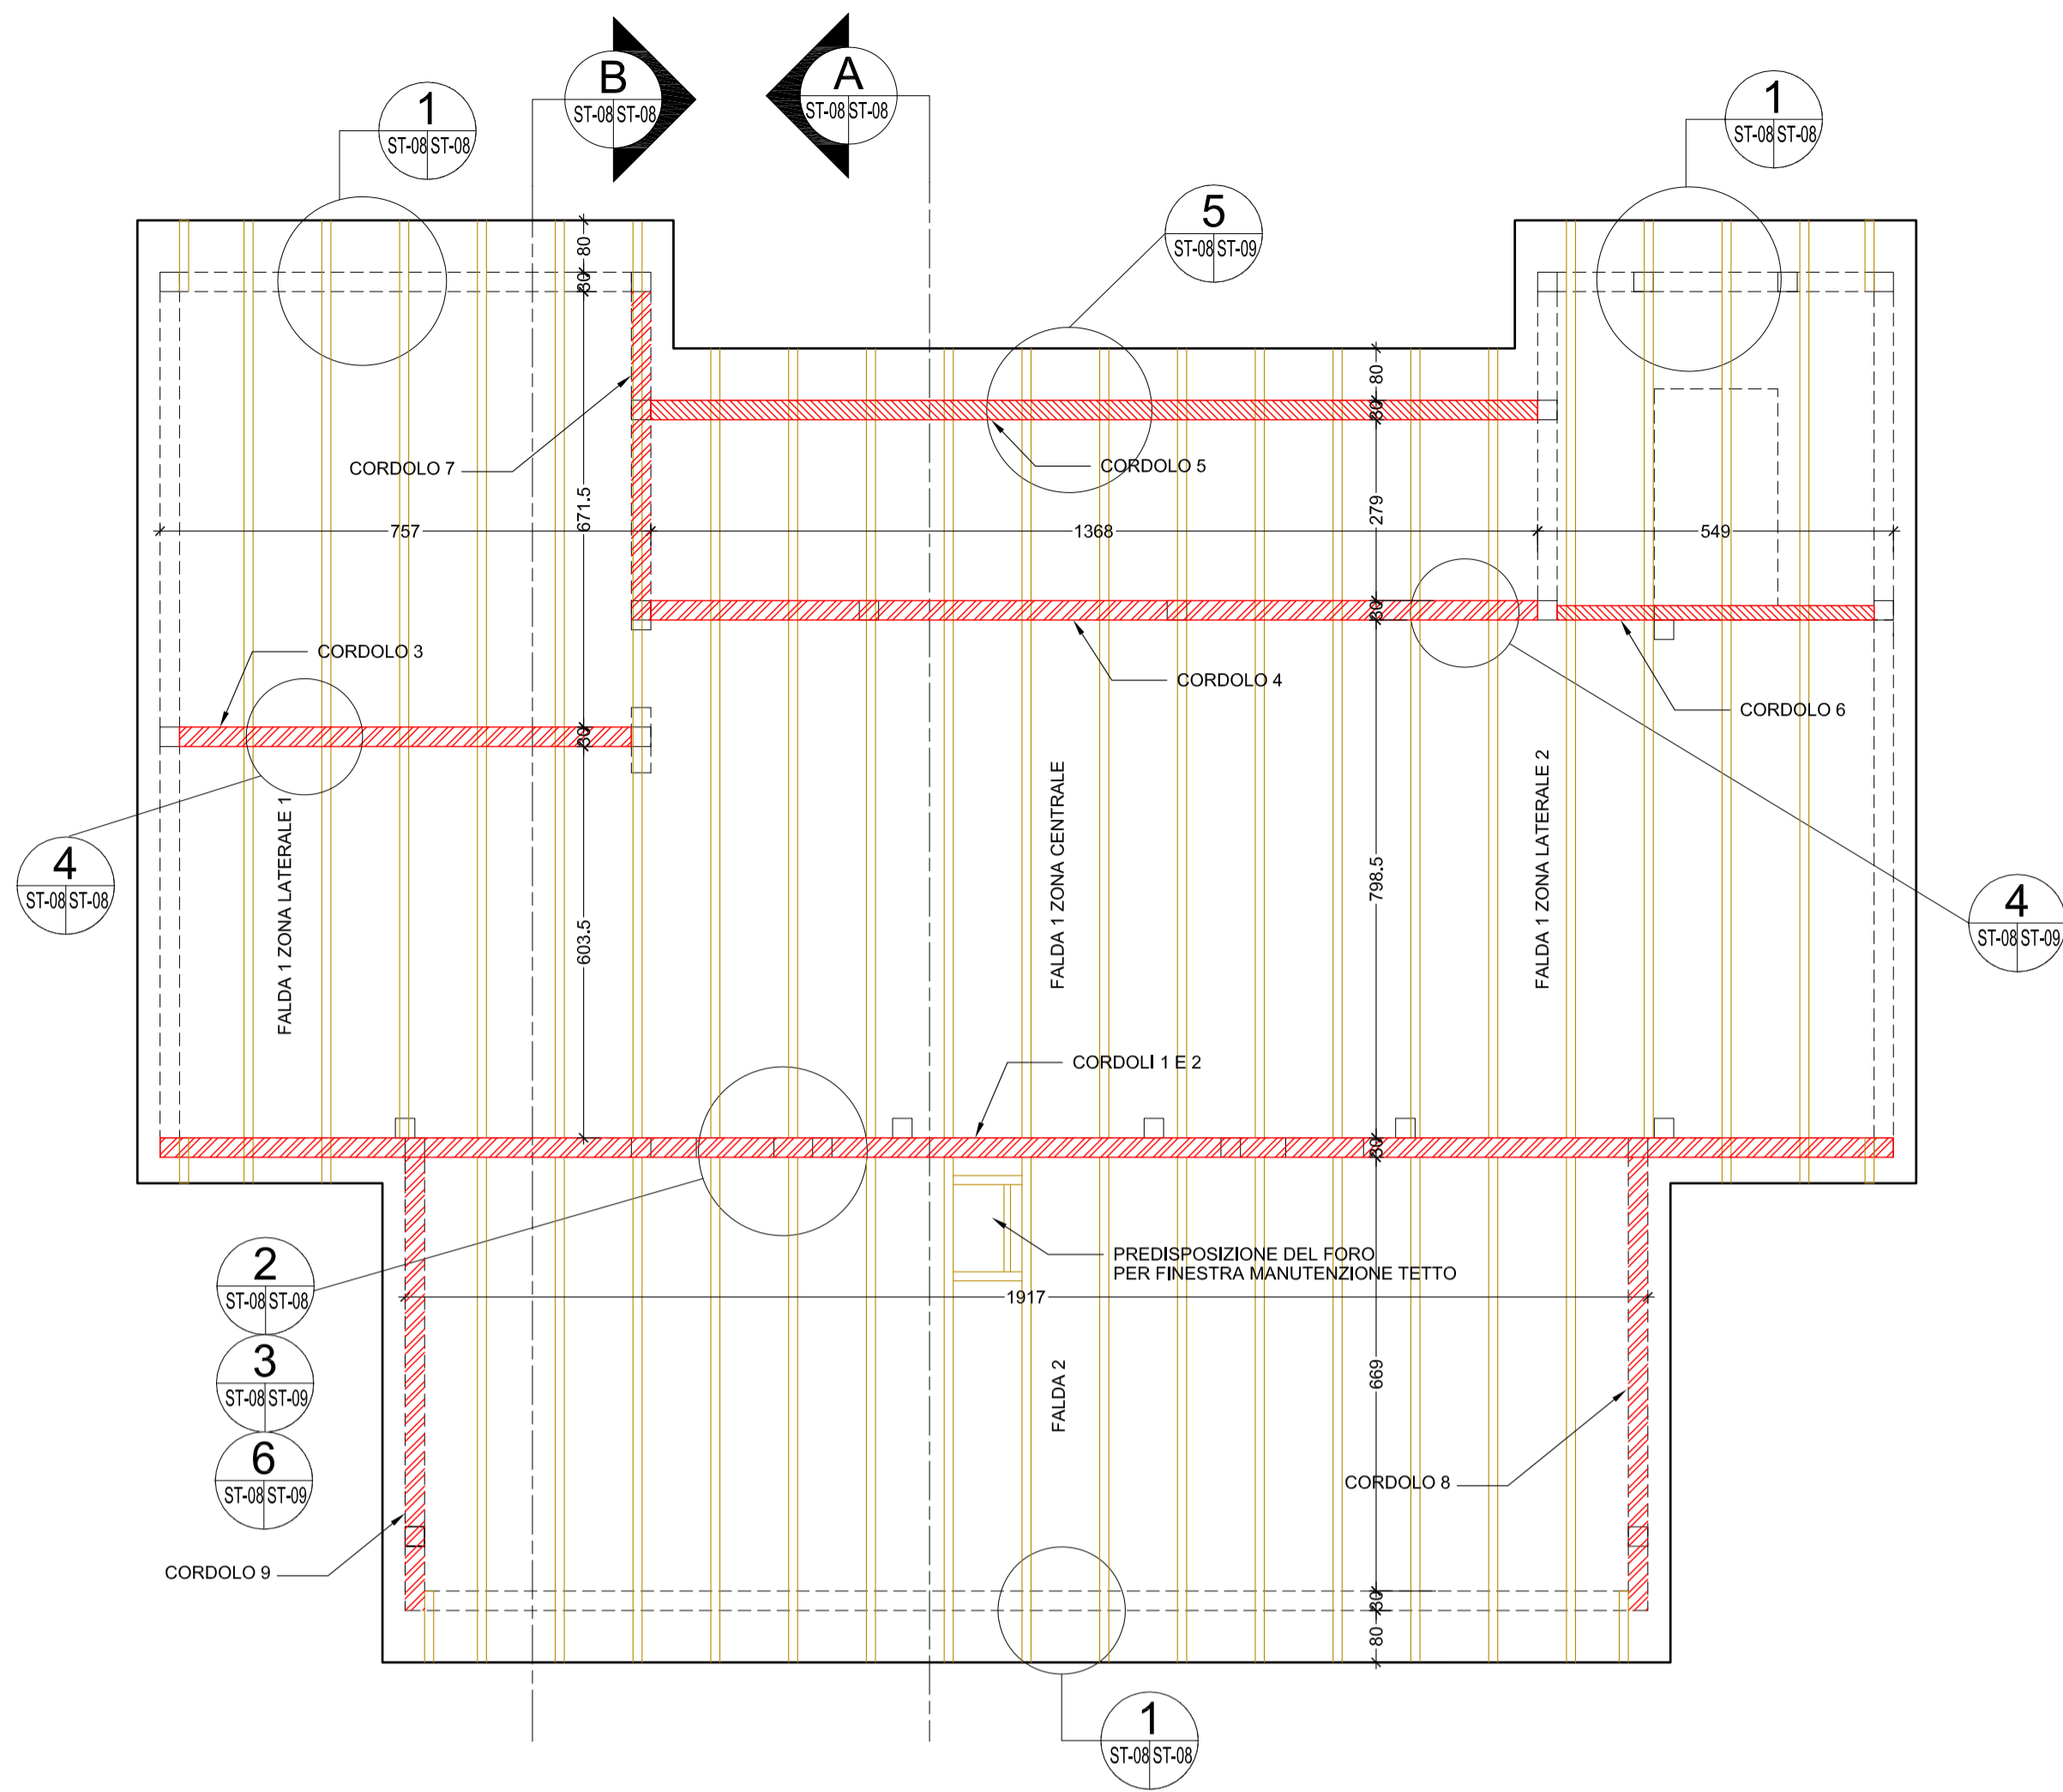 B
ST-08 ST-08
A
ST-08 ST-08
1
ST-08 ST-08
1
ST-08 ST-08
5
ST-08 ST-09
80
30
80
30
CORDOLO 7
CORDOLO 5
671.5
279
757
1368
549
30
CORDOLO 3
CORDOLO 4
CORDOLO 6
30
FALDA 1 ZONA LATERALE 1
FALDA 1 ZONA CENTRALE
FALDA 1 ZONA LATERALE 2
4
ST-08 ST-08
4
ST-08 ST-09
603.5
798.5
CORDOLI 1 E 2
30
2
ST-08 ST-08
PREDISPOSIZIONE DEL FORO
PER FINESTRA MANUTENZIONE TETTO
1917
3
ST-08 ST-09
669
FALDA 2
6
ST-08 ST-09
CORDOLO 8
CORDOLO 9
30
80
1
ST-08 ST-08